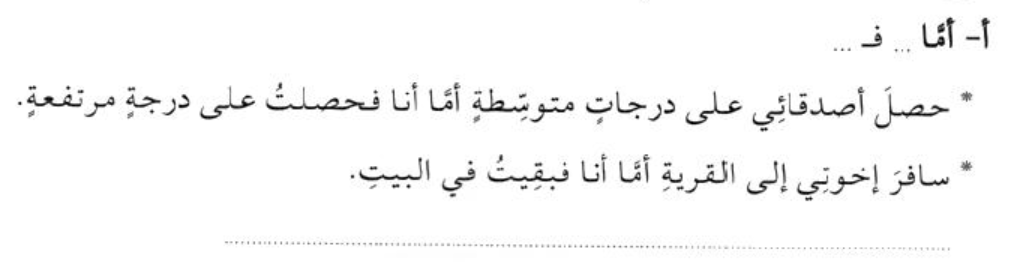 أ- أمَّا ... فـ ...
* حصلَ أصدقائِي على درجاتٍ متوسِّطةٍ أمَّا أنا فحصلتُ على درجةٍ مرتفعةٍ.
* سافرَ إخوتِي إلى القريةِ أمَّا أنا فبقِيتُ في البيتِ.